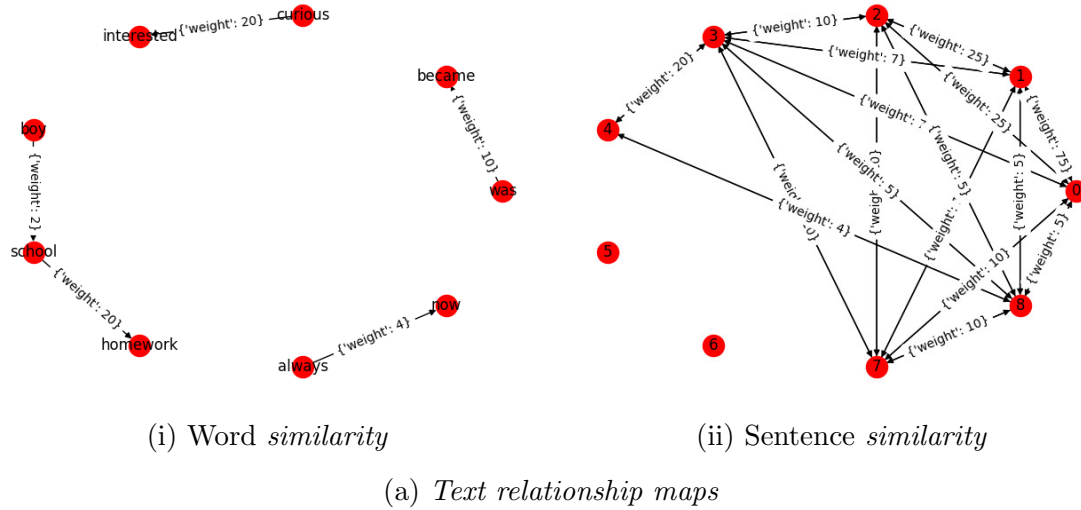 curious
{'weight': 20}
interested
became
{'weight': 10}
was
boy
{'weight': 2}
school
{'weight': 20}
homework
now
{'weight': 4}
always
2
{'weight': 10}
3
{'weight': 25}
{'weight': 7}
1
{'weight': 20}
{'weight': 25}
{'weight': 75}
4
{'weight': 5}
{'weight': 5}
0
{'weight': 5}
{'weight': 4}
5
{'weight': 10}
{'weight': 5}
8
6
{'weight': 10}
7
(i) Word similarity
(ii) Sentence similarity
(a) Text relationship maps